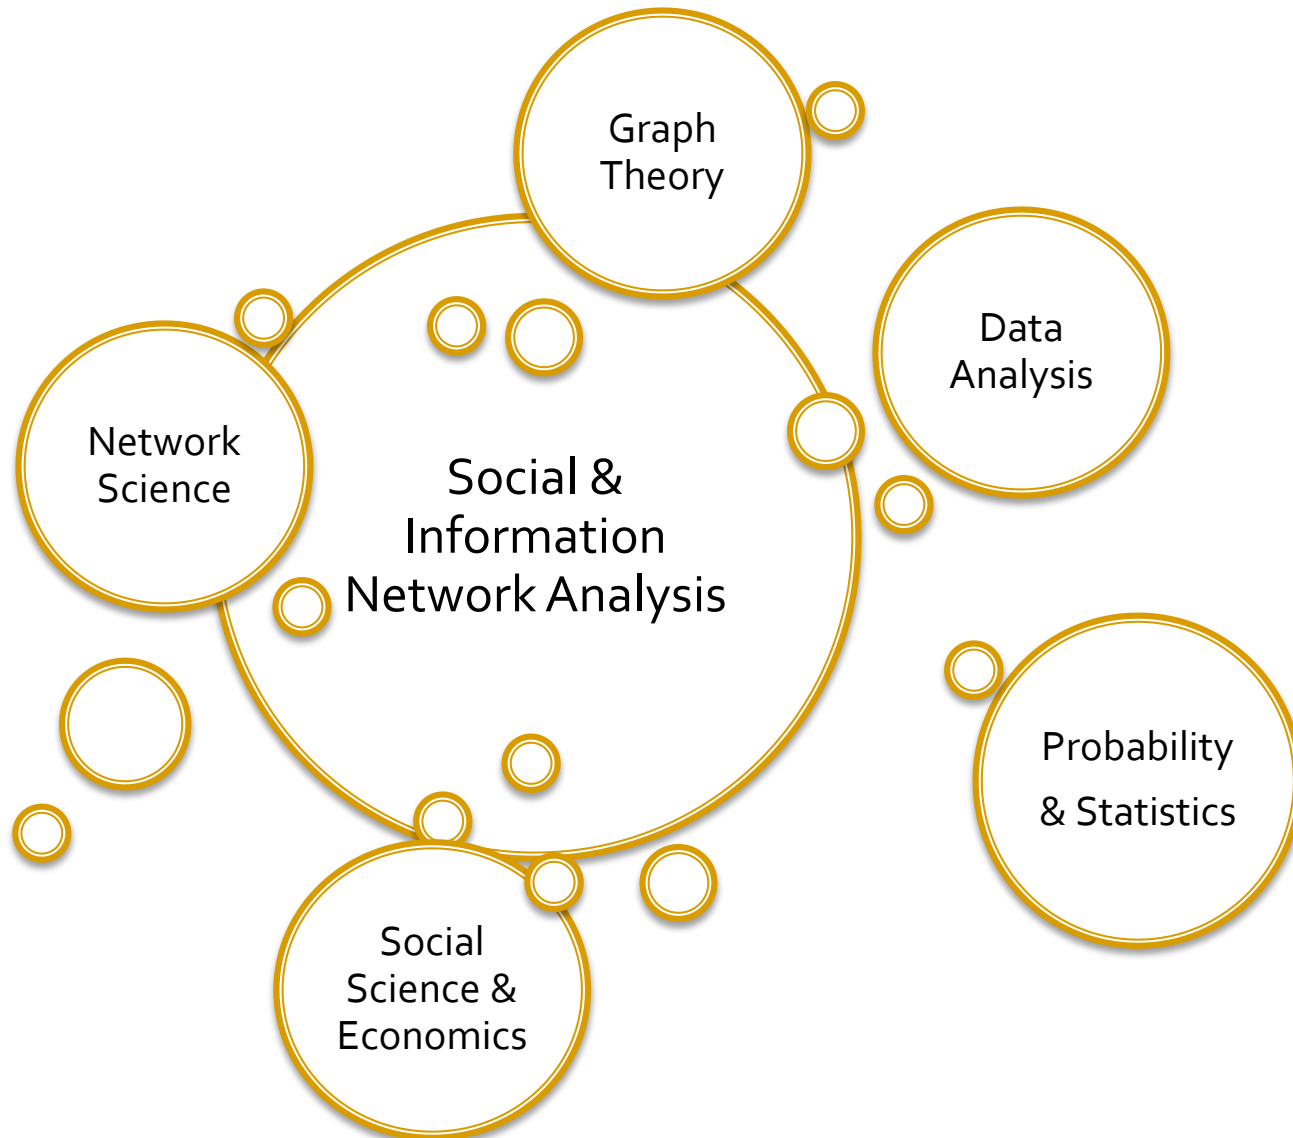 Graph
Theory
Data
Analysis
Network
Science
Social &
Information
Network Analysis
Probability
& Statistics
Social
Science &
Economics